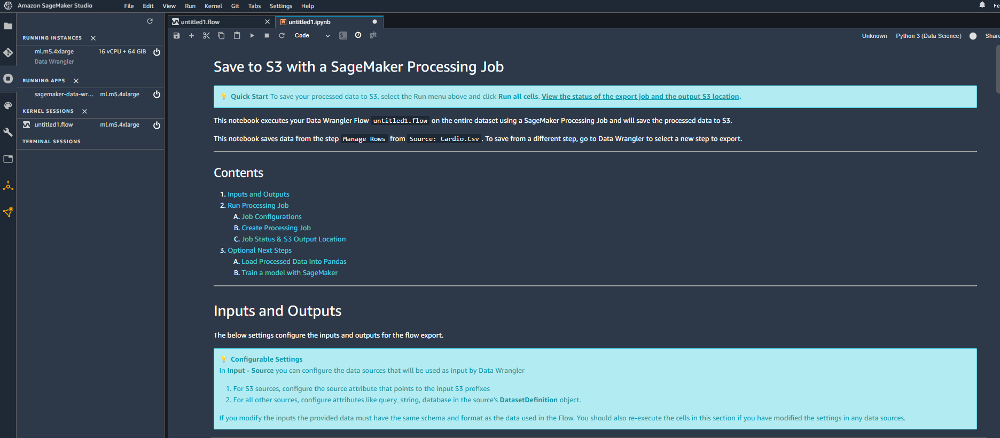 Amazon SageMaker Studio File Edit View Run Kernel Git Tabs Settings Help Fe
untitled1.flow untitled1.ipynb
Code git Unknown Python 3 (Data Science) Share
RUNNING INSTANCES
ml.m5.4xlarge 16 vCPU + 64 GiB
Data Wrangler
RUNNING APPS
sagemaker-data-wr... ml.m5.4xlarge
KERNEL SESSIONS
untitled1.flow ml.m5.4xlarge
TERMINAL SESSIONS
Save to S3 with a SageMaker Processing Job
Quick Start To save your processed data to S3, select the Run menu above and click Run all cells. View the status of the export job and the output S3 location.
This notebook executes your Data Wrangler Flow untitled1.flow on the entire dataset using a SageMaker Processing Job and will save the processed data to S3.
This notebook saves data from the step Manage Rows from Source: Cardio.Csv. To save from a different step, go to Data Wrangler to select a new step to export.
Contents
1. Inputs and Outputs
2. Run Processing Job
A. Job Configurations
B. Create Processing Job
C. Job Status & S3 Output Location
3. Optional Next Steps
A. Load Processed Data into Pandas
B. Train a model with SageMaker
Inputs and Outputs
The below settings configure the inputs and outputs for the flow export.
Configurable Settings
In Input - Source you can configure the data sources that will be used as input by Data Wrangler
1. For S3 sources, configure the source attribute that points to the input S3 prefixes
2. For all other sources, configure attributes like query_string, database in the source's DatasetDefinition object.
If you modify the inputs the provided data must have the same schema and format as the data used in the Flow. You should also re-execute the cells in this section if you have modified the settings in any data sources.